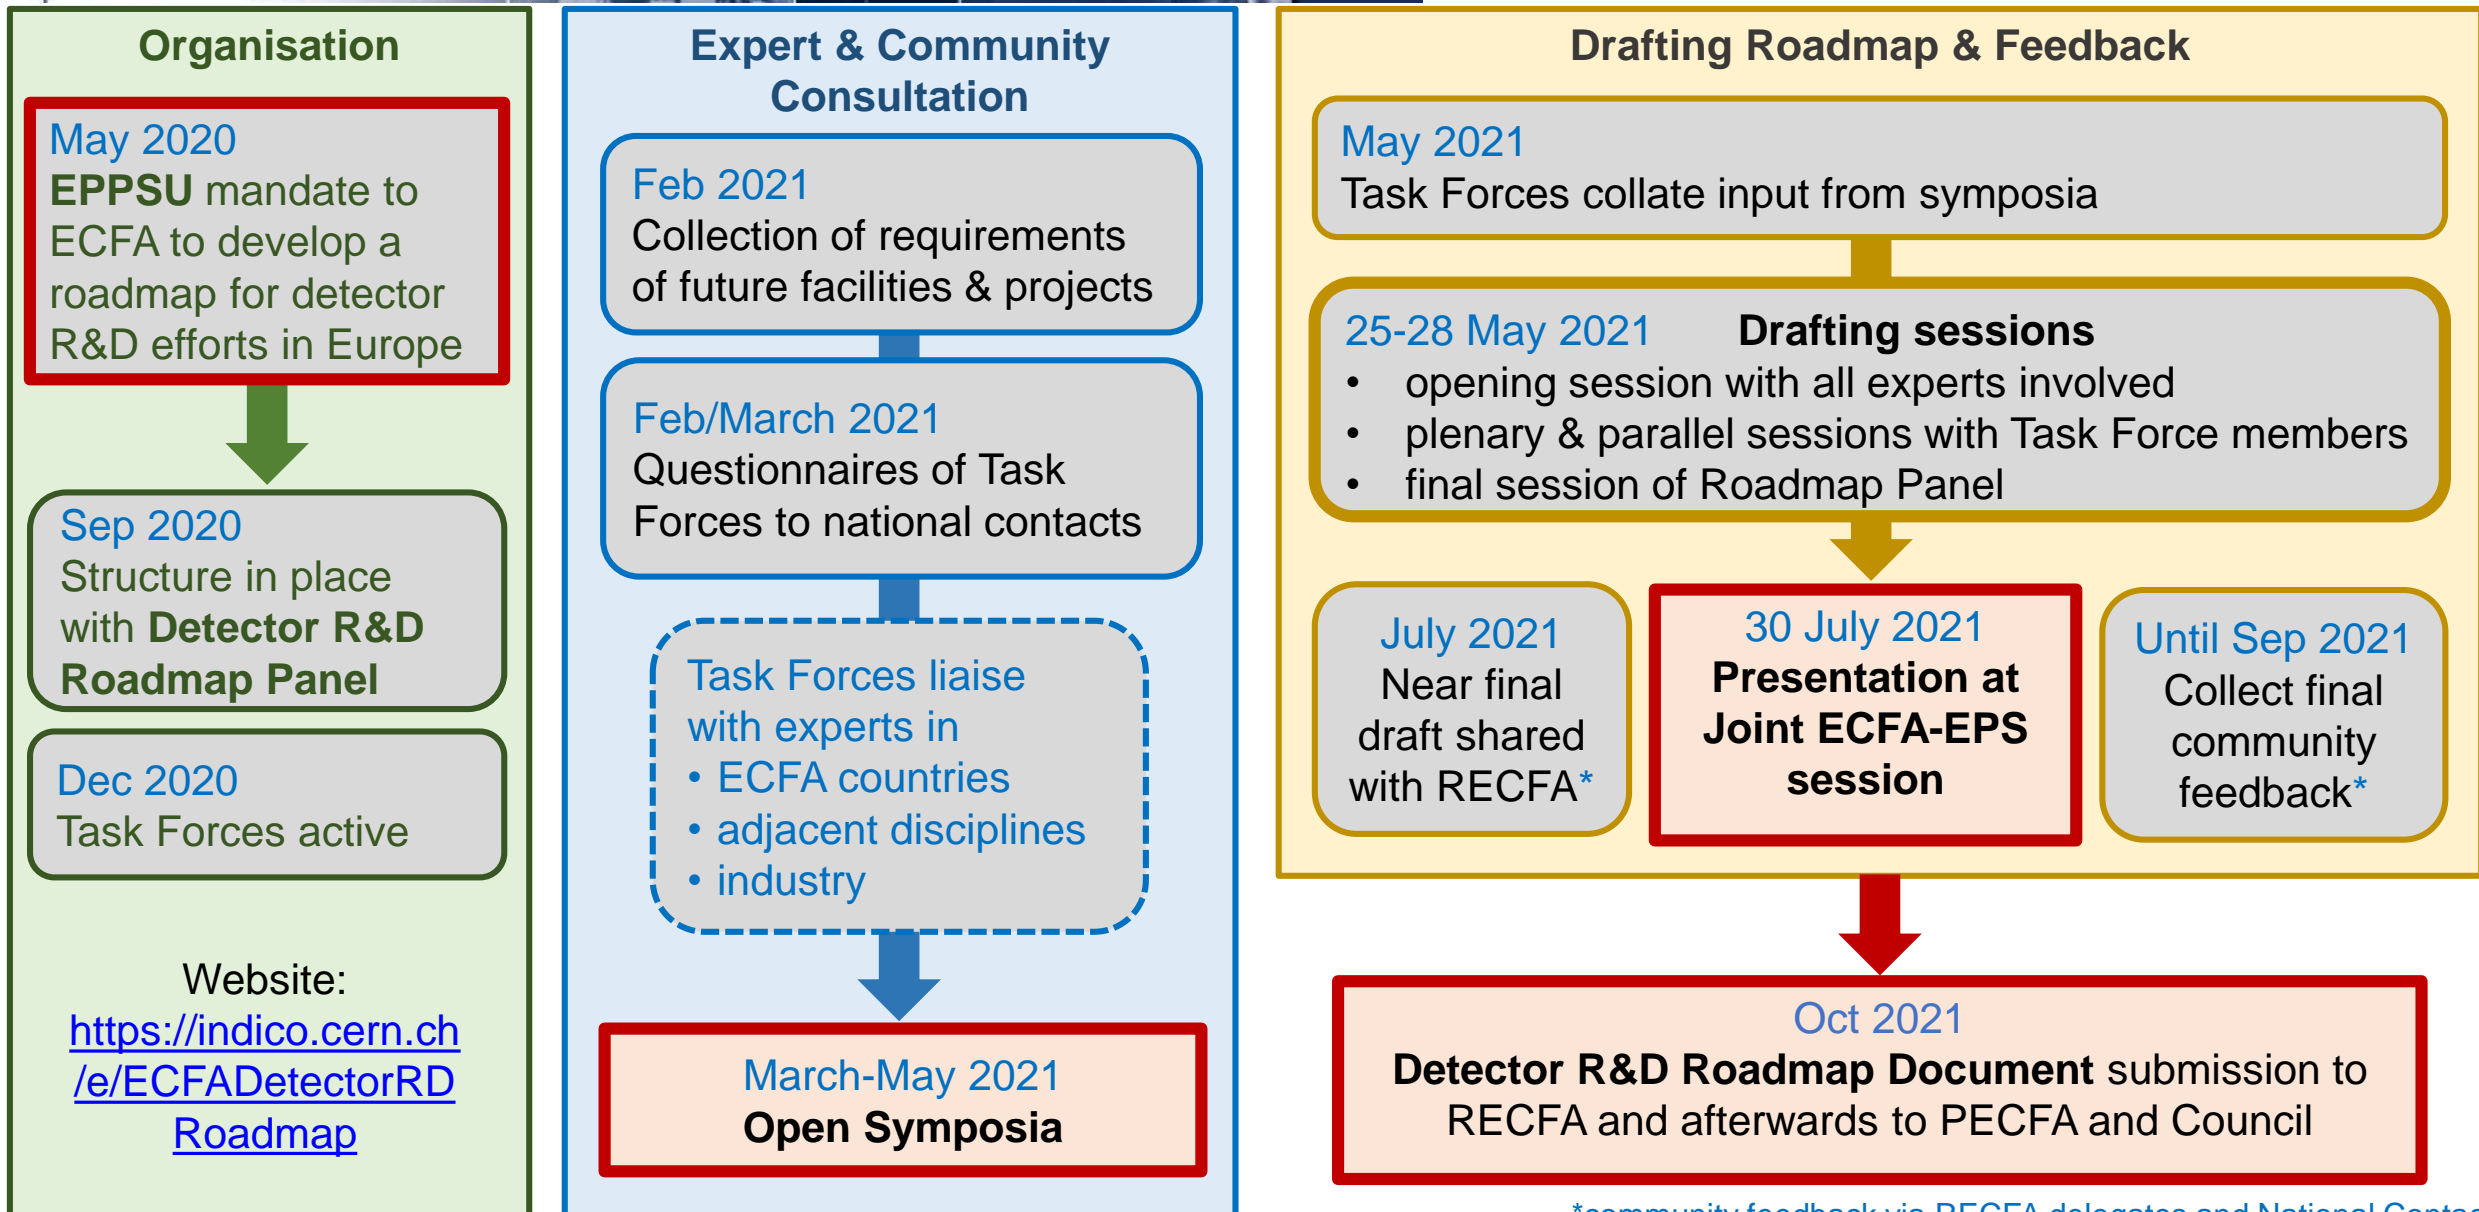 Organisation
May 2020
EPPSU mandate to
ECFA to develop a
roadmap for detector
R&D efforts in Europe
Sep 2020
Structure in place
with Detector R&D
Roadmap Panel
Dec 2020
Task Forces active
Website:
https://indico.cern.ch
/e/ECFADetectorRD
Roadmap
Expert & Community
Consultation
Feb 2021
Collection of requirements
of future facilities & projects
Feb/March 2021
Questionnaires of Task
Forces to national contacts
Task Forces liaise
with experts in
• ECFA countries
• adjacent disciplines
• industry
March-May 2021
Open Symposia
Drafting Roadmap & Feedback
May 2021
Task Forces collate input from symposia
25-28 May 2021 Drafting sessions
• opening session with all experts involved
• plenary & parallel sessions with Task Force members
• final session of Roadmap Panel
July 2021
Near final
draft shared
with RECFA*
30 July 2021
Presentation at
Joint ECFA-EPS
session
Until Sep 2021
Collect final
community
feedback*
Oct 2021
Detector R&D Roadmap Document submission to
RECFA and afterwards to PECFA and Council
*community feedback via RECFA delegates and National